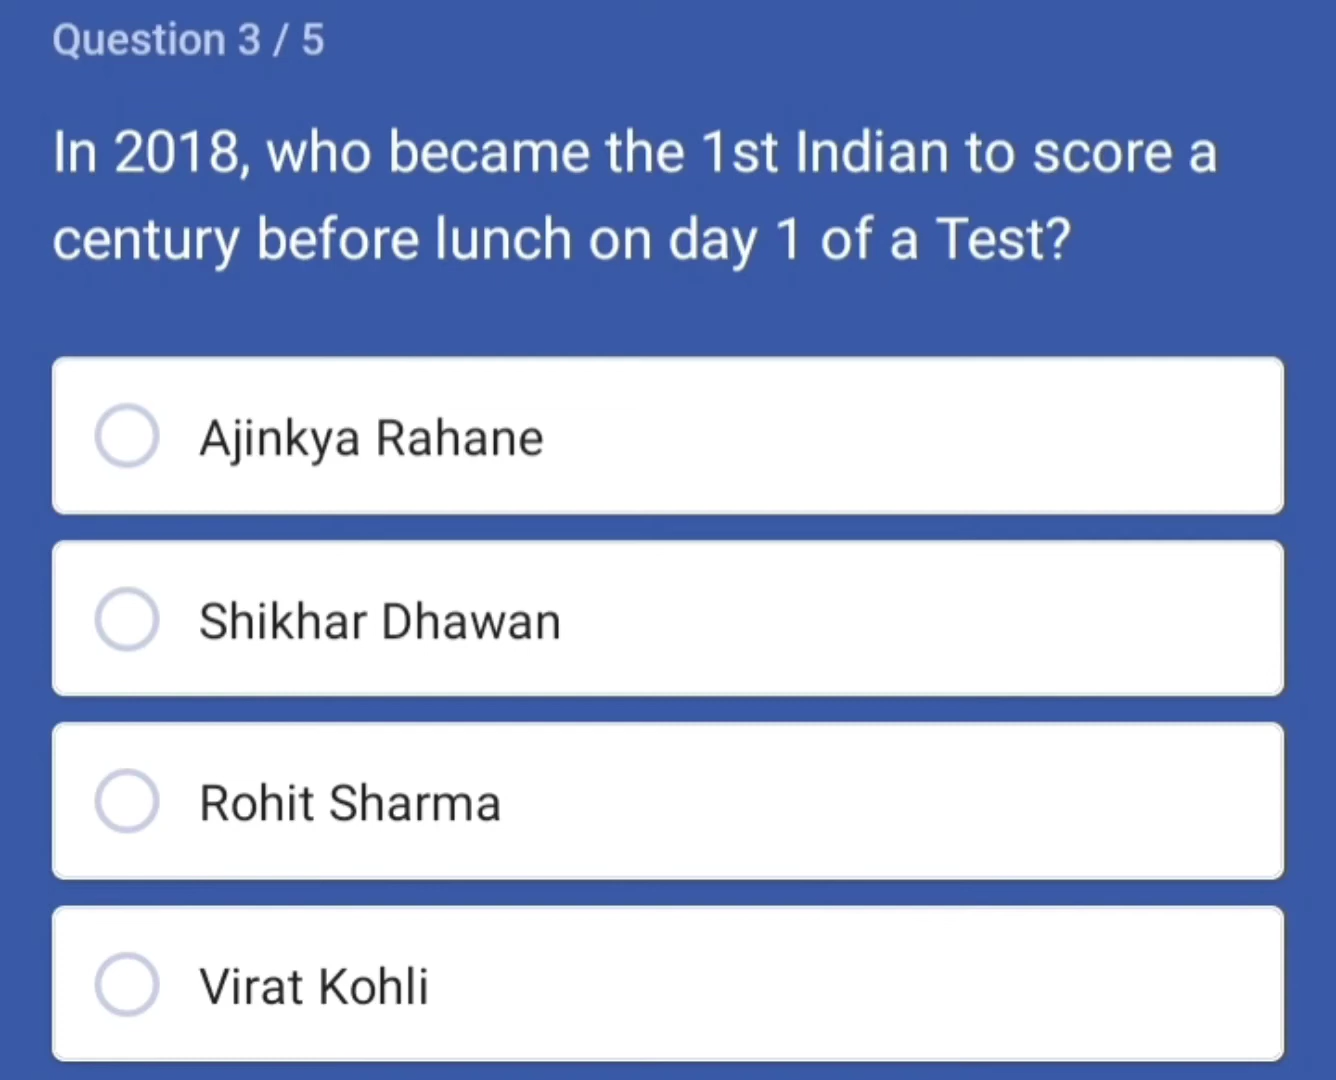 Question 3 / 5
In 2018, who became the 1st Indian to score a
century before lunch on day 1 of a Test?
Ajinkya Rahane
Shikhar Dhawan
Rohit Sharma
Virat Kohli